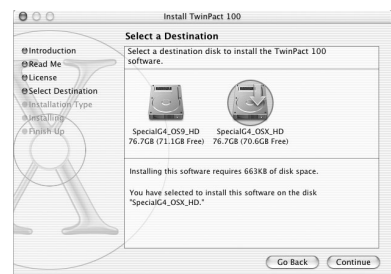 Install TwinPact 100
Select a Destination
Introduction
Read Me
License
Select Destination
Installation Type
Installing
Finish Up
Select a destination disk to install the TwinPact 100
software.
SpecialG4_OS9_HD
76.7GB (71.1GB Free)
SpecialG4_OSX_HD
76.7GB (70.6GB Free)
Installing this software requires 663KB of disk space.
You have selected to install this software on the disk
"SpecialG4_OSX_HD."
Go Back
Continue